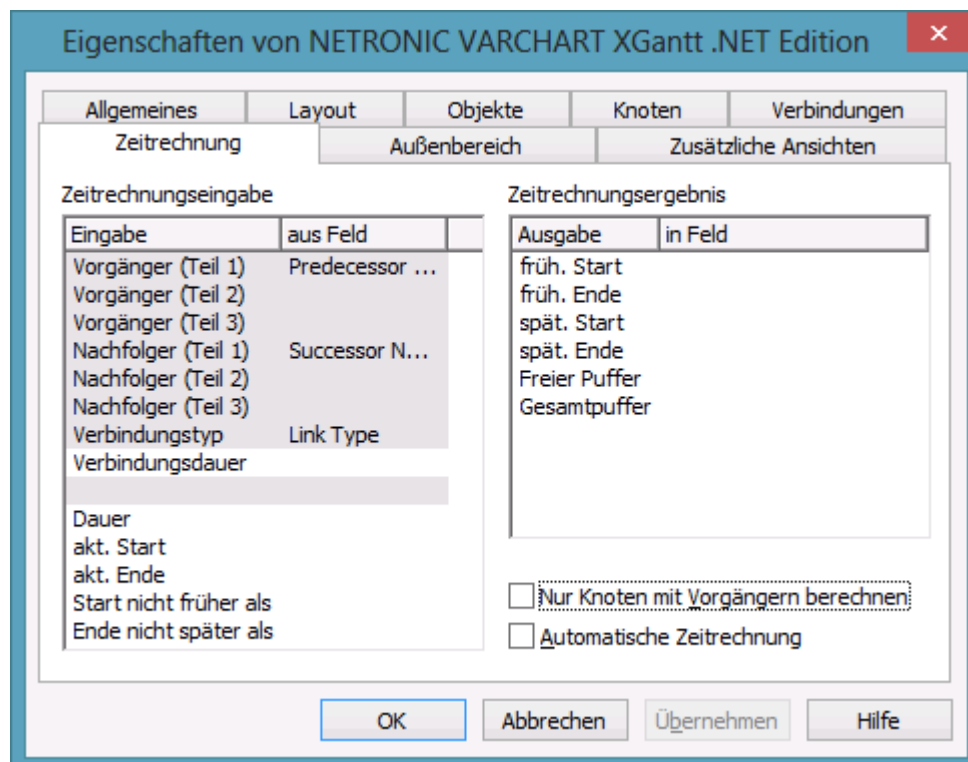 Eigenschaften von NETRONIC VARCHART XGantt .NET Edition
Allgemeines Layout Objekte Knoten Verbindungen
Zeitrechnung Außenbereich Zusätzliche Ansichten
Zeitrechnungseingabe
Eingabe aus Feld
Vorgänger (Teil 1) Predecessor ...
Vorgänger (Teil 2)
Vorgänger (Teil 3)
Nachfolger (Teil 1) Successor N...
Nachfolger (Teil 2)
Nachfolger (Teil 3)
Verbindungstyp Link Type
Verbindungsdauer
Dauer
akt. Start
akt. Ende
Start nicht früher als
Ende nicht später als
Zeitrechnungsergebnis
Ausgabe in Feld
früh. Start
früh. Ende
spät. Start
spät. Ende
Freier Puffer
Gesamtpuffer
Nur Knoten mit Vorgängern berechnen
Automatische Zeitrechnung
OK Abbrechen Übernehmen Hilfe